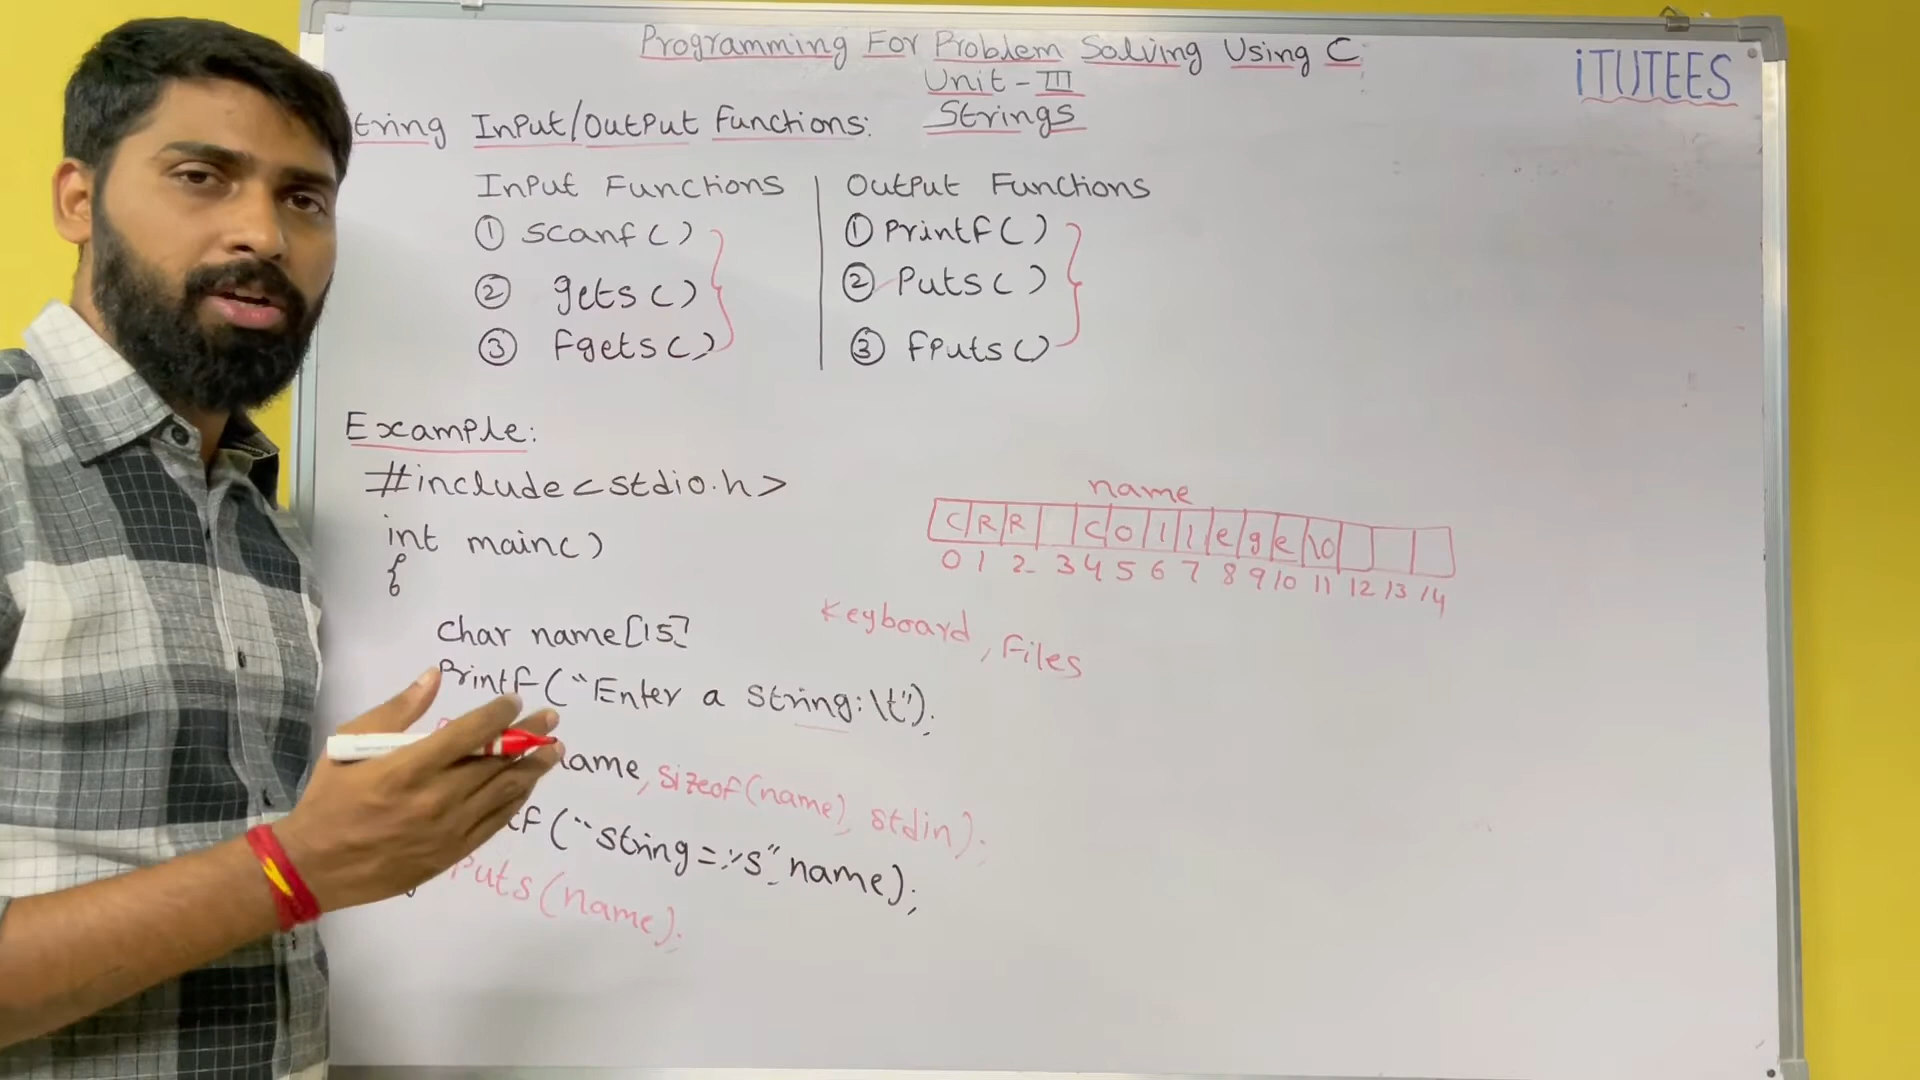 Programming For Problem Solving Using C
iTUTEES
Unit - III
Strings
tring Input/Output Functions:
Input Functions
① scanf()
② gets()
③ fgets()
Output Functions
① Printf()
② Puts()
③ fputs()
Example:
#include<stdio.h>
int main()
{
char name[15]
Printf("Enter a string:\t");
name, sizeof(name), stdin);
tf("string=%s" name);
Puts(name);
name
C R R C o l l e g e \0
0 1 2 3 4 5 6 7 8 9 10 11 12 13 14
Keyboard, Files